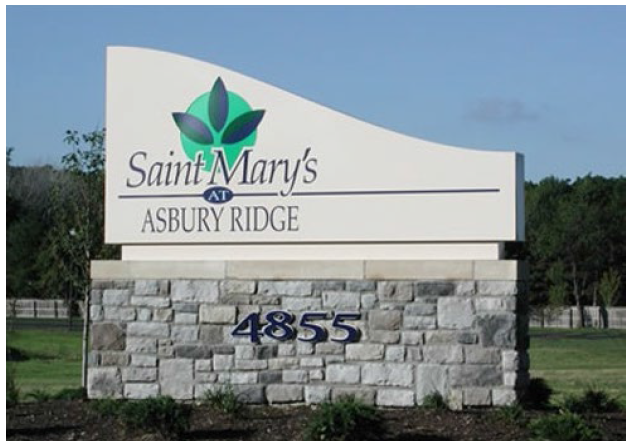 Saint Mary's
AT
ASBURY RIDGE
4855